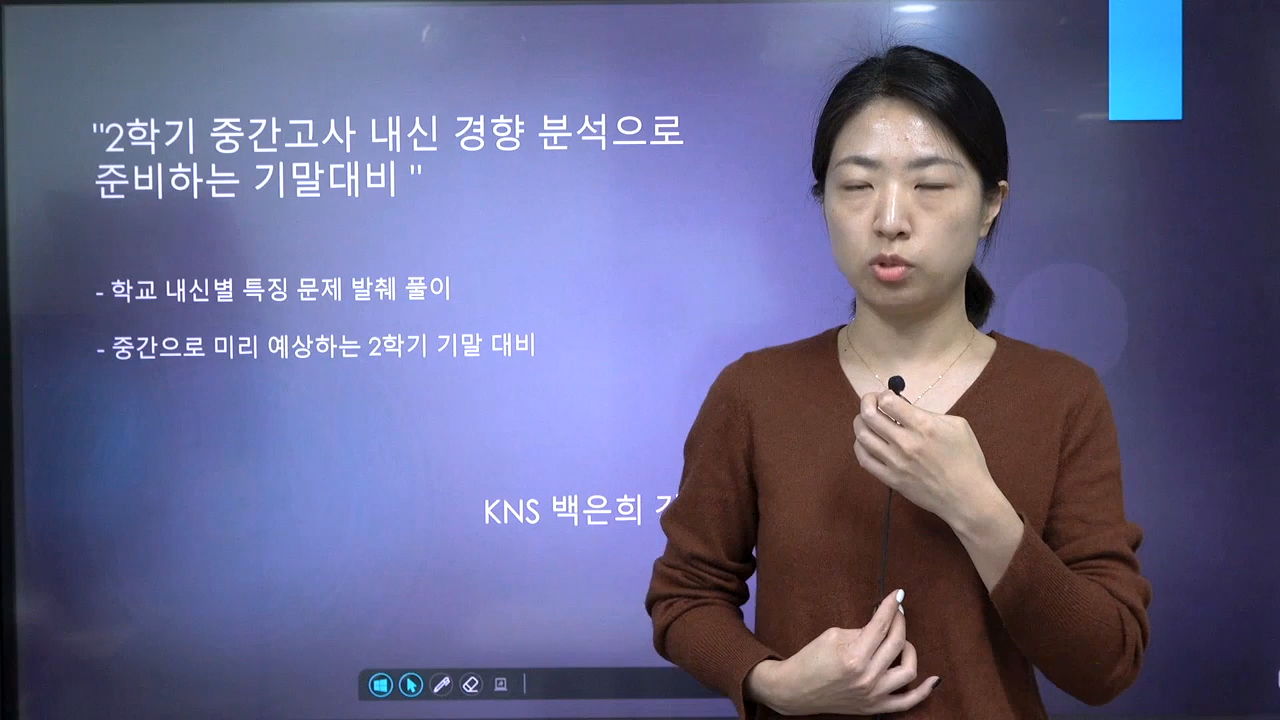 "2학기 중간고사 내신 경향 분석으로
준비하는 기말대비 "
- 학교 내신별 특징 문제 발췌 풀이
- 중간으로 미리 예상하는 2학기 기말 대비
KNS 백은희